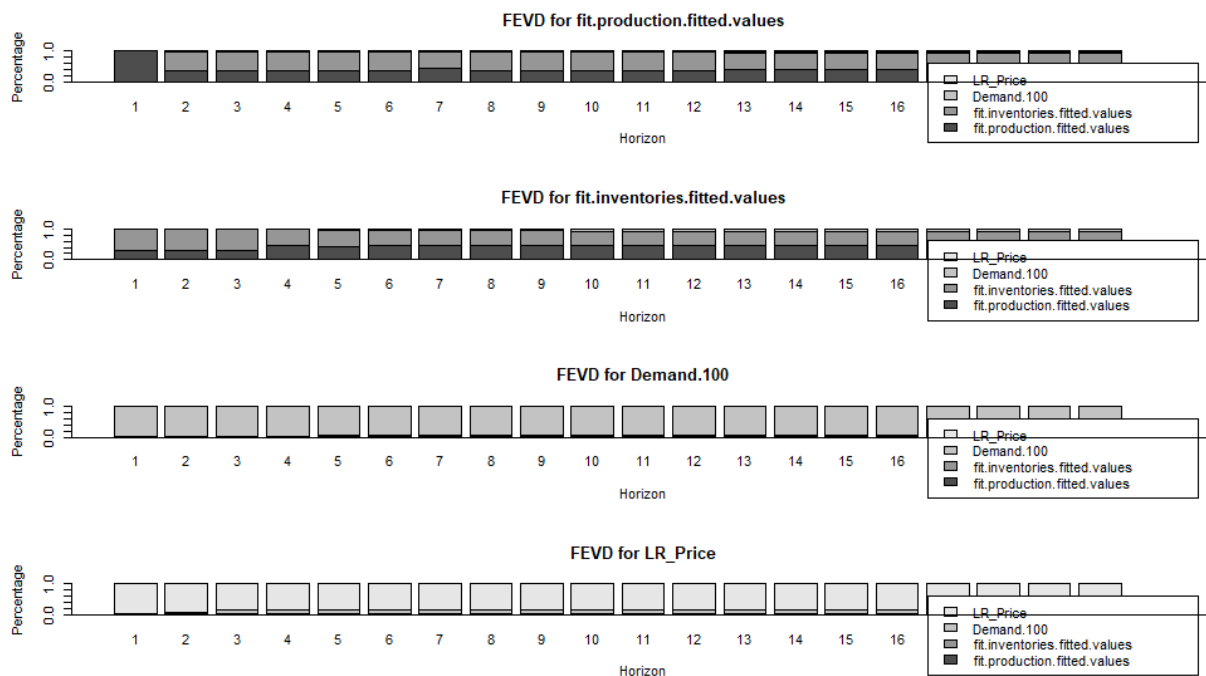 FEVD for fit.production.fitted.values
Percentage
0.0 1.0
1 2 3 4 5 6 7 8 9 10 11 12 13 14 15 16
Horizon
LR_Price
Demand.100
fit.inventories.fitted.values
fit.production.fitted.values
FEVD for fit.inventories.fitted.values
Percentage
0.0 1.0
1 2 3 4 5 6 7 8 9 10 11 12 13 14 15 16
Horizon
LR_Price
Demand.100
fit.inventories.fitted.values
fit.production.fitted.values
FEVD for Demand.100
Percentage
0.0 1.0
1 2 3 4 5 6 7 8 9 10 11 12 13 14 15 16
Horizon
LR_Price
Demand.100
fit.inventories.fitted.values
fit.production.fitted.values
FEVD for LR_Price
Percentage
0.0 1.0
1 2 3 4 5 6 7 8 9 10 11 12 13 14 15 16
Horizon
LR_Price
Demand.100
fit.inventories.fitted.values
fit.production.fitted.values